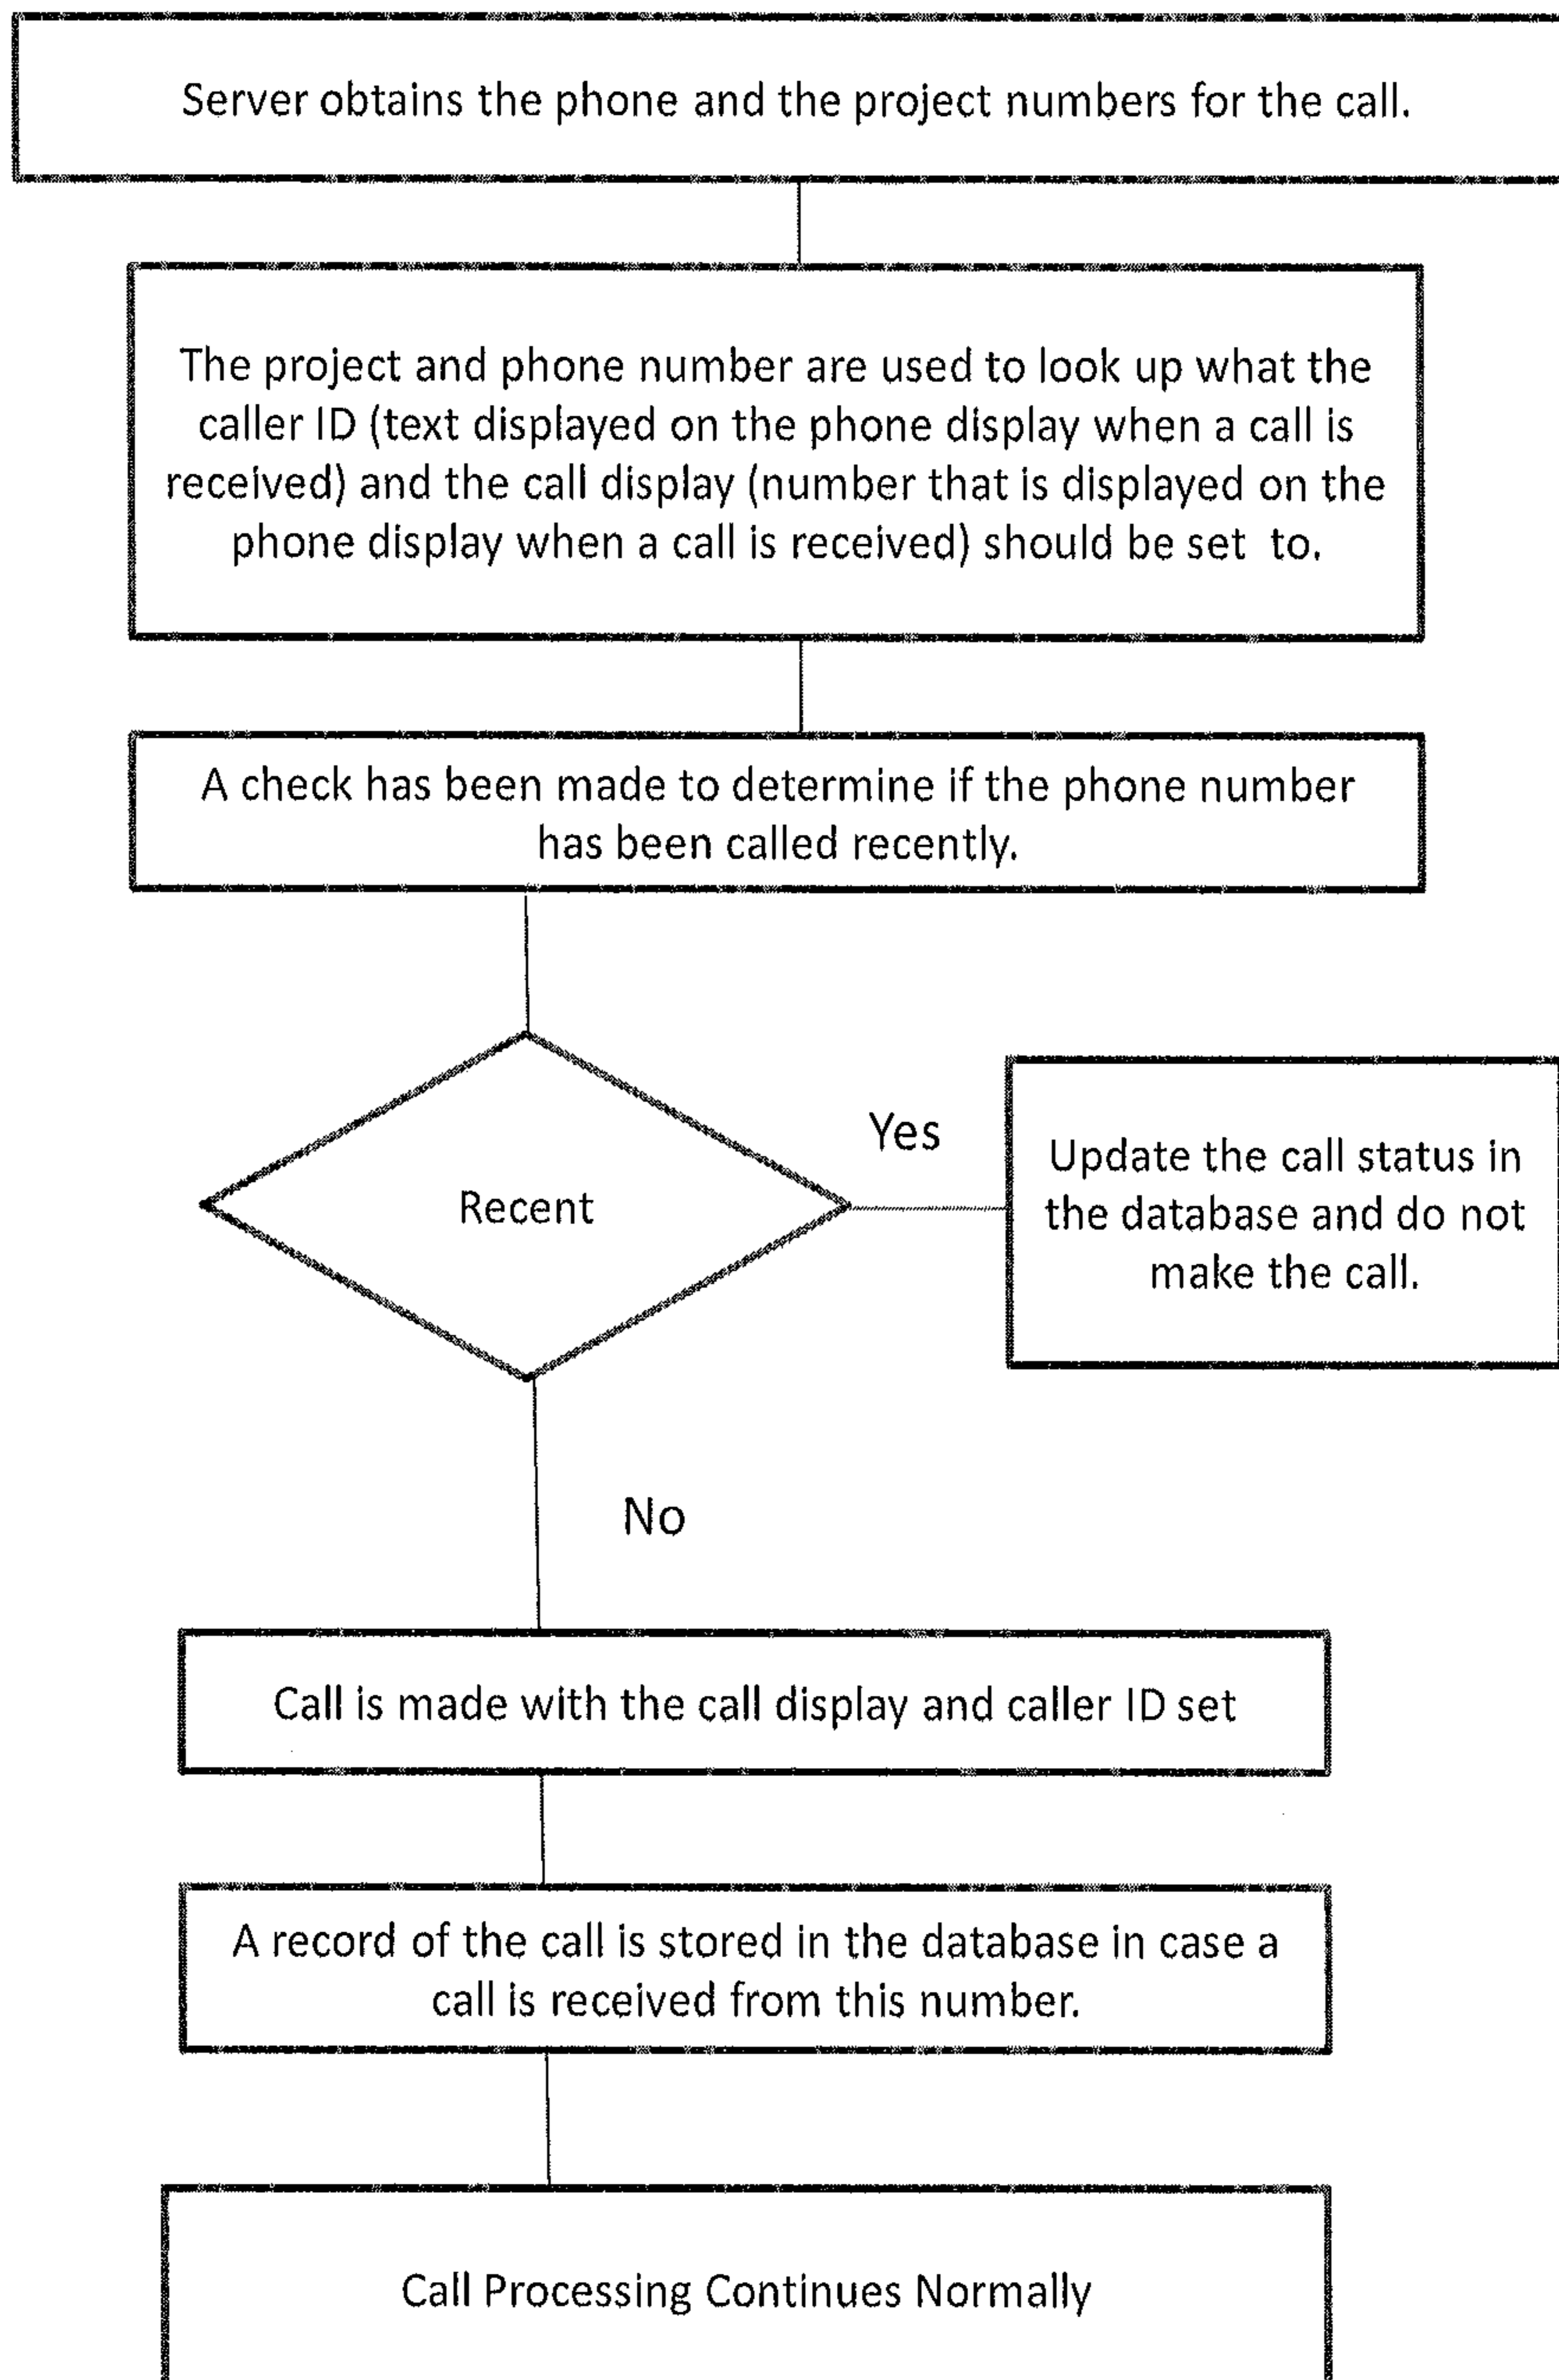 Server obtains the phone and the project numbers for the call.
The project and phone number are used to look up what the
caller ID (text displayed on the phone display when a call is
received) and the call display (number that is displayed on the
phone display when a call is received) should be set to.
A check has been made to determine if the phone number
has been called recently.
Recent
Yes
Update the call status in
the database and do not
make the call.
No
Call is made with the call display and caller ID set
A record of the call is stored in the database in case a
call is received from this number.
Call Processing Continues Normally